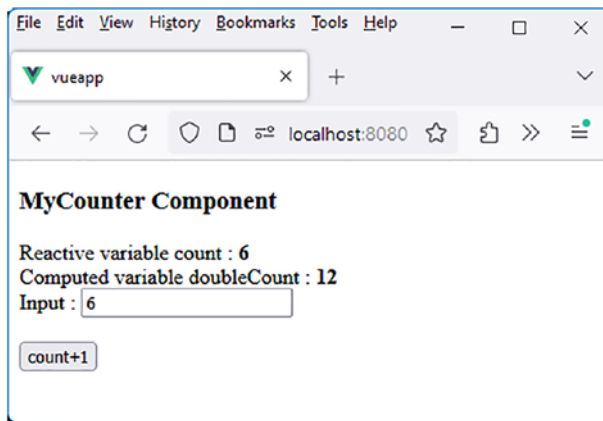 File Edit View History Bookmarks Tools Help
vueapp
localhost:8080
MyCounter Component
Reactive variable count : 6
Computed variable doubleCount : 12
Input : 6
count+1